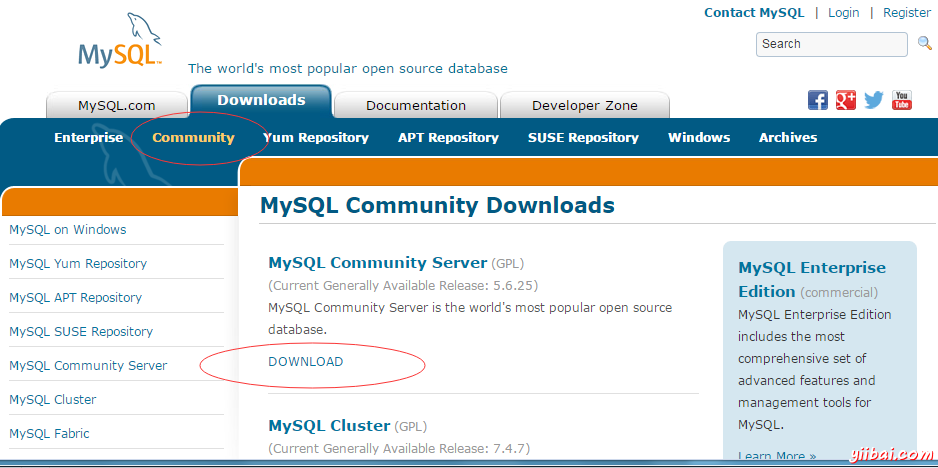 Contact MySQL | Login | Register
MySQL™
Search
The world's most popular open source database
MySQL.com Downloads Documentation Developer Zone
You Tube
Enterprise Community Yum Repository APT Repository SUSE Repository Windows Archives
MySQL on Windows
MySQL Yum Repository
MySQL APT Repository
MySQL SUSE Repository
MySQL Community Server
MySQL Cluster
MySQL Fabric
MySQL Community Downloads
MySQL Community Server (GPL)
(Current Generally Available Release: 5.6.25)
MySQL Community Server is the world's most popular open source
database.
DOWNLOAD
MySQL Cluster (GPL)
(Current Generally Available Release: 7.4.7)
MySQL Enterprise
Edition (commercial)
MySQL Enterprise Edition
includes the most
comprehensive set of
advanced features and
management tools for
MySQL.
Learn More »
yiibai.com